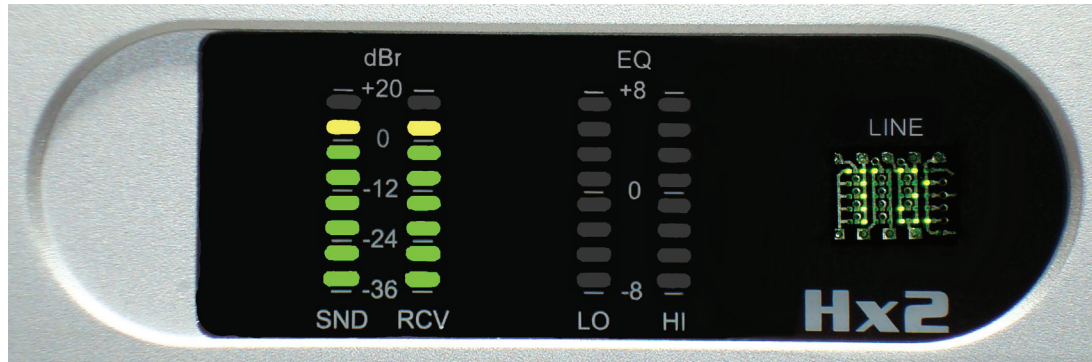 dBr
+20
0
-12
-24
-36
SND RCV
EQ
+8
0
-8
LO HI
LINE
Hx2